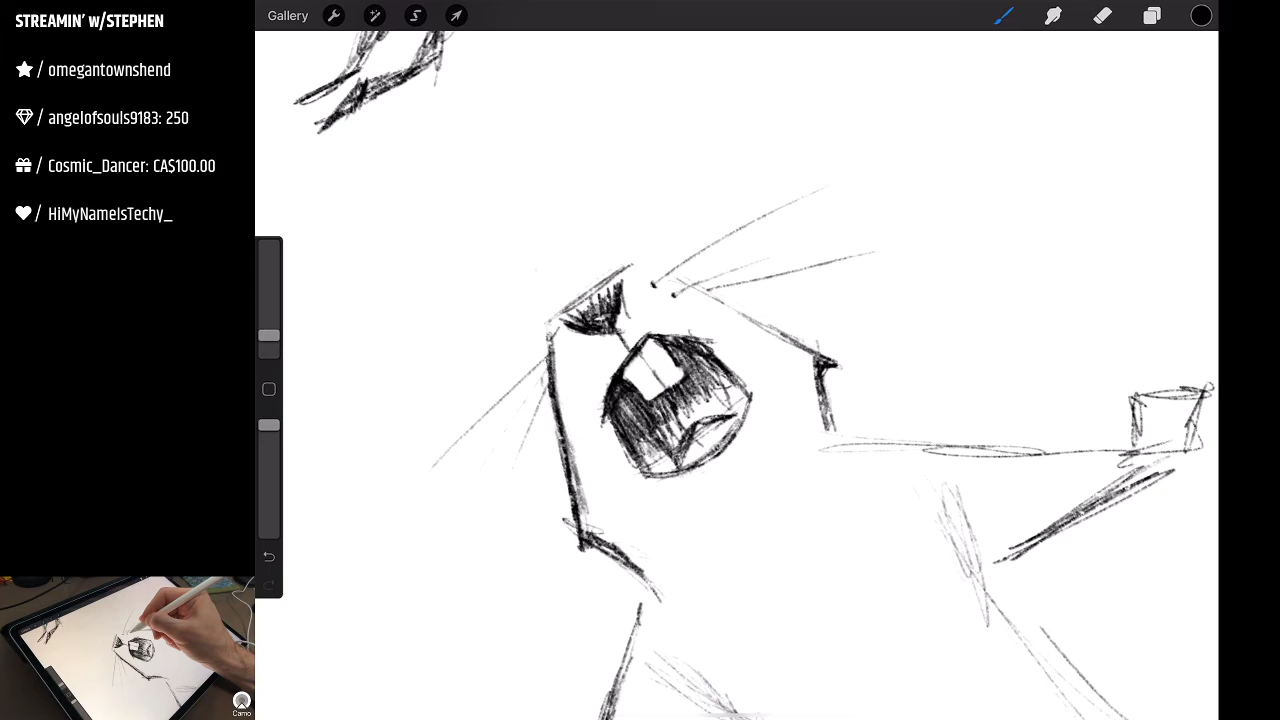 STREAMIN' w/STEPHEN
Gallery
/ omegantownshend
/ angelofsouls9183: 250
/ Cosmic_Dancer: CA$100.00
/ HiMyNameIsTechy_
Camo